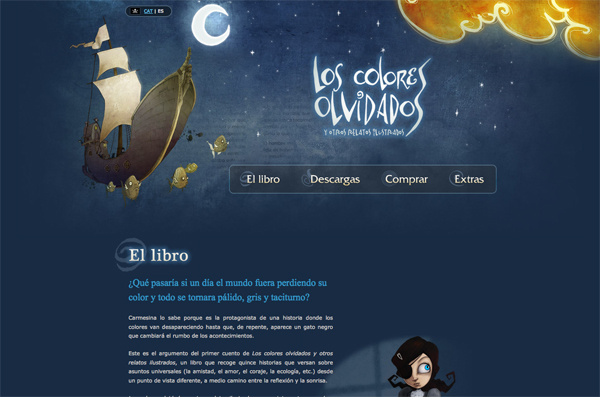 CAT | ES
LOS COLORES
OLVIDADOS
Y OTROS RELATOS ILUSTRADOS
El libro Descargas Comprar Extras
El libro
¿Qué pasaría si un día el mundo fuera perdiendo su
color y todo se tornara pálido, gris y taciturno?
Carmesina lo sabe porque es la protagonista de una historia donde los
colores van desapareciendo hasta que, de repente, aparece un gato negro
que cambiará el rumbo de los acontecimientos.
Este es el argumento del primer cuento de Los colores olvidados y otros
relatos ilustrados, un libro que recoge quince historias que versan sobre
asuntos universales (la amistad, el amor, el coraje, la ecología, etc.) desde
un punto de vista diferente, a medio camino entre la reflexión y la sonrisa.